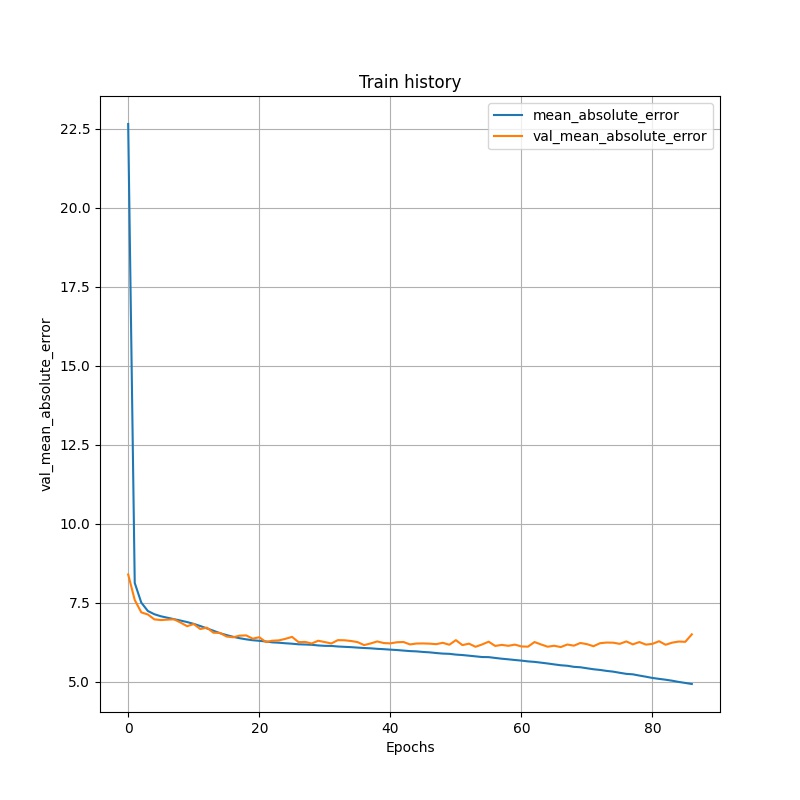 Train history
mean_absolute_error
val_mean_absolute_error
22.5
20.0
17.5
15.0
12.5
10.0
7.5
5.0
val_mean_absolute_error
0 20 40 60 80
Epochs